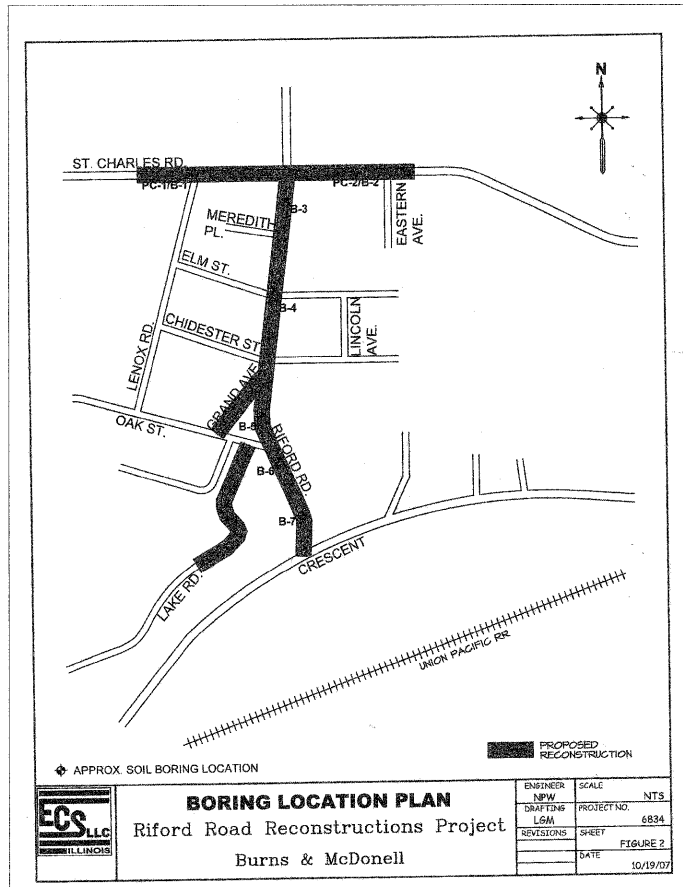 N
ST. CHARLES RD.
PC-1/B-1
PC-2/B-2
B-3
MEREDITH
PL.
EASTERN
AVE.
ELM ST.
B-4
LINCOLN
AVE.
CHIDESTER ST.
LENOX RD.
GRAND AVE.
OAK ST.
B-5
RIFORD RD.
B-6
B-7
CRESCENT
LAKE RD.
UNION PACIFIC RR
PROPOSED
RECONSTRUCTION
APPROX. SOIL BORING LOCATION
ECS LLC
ILLINOIS
BORING LOCATION PLAN
Riford Road Reconstructions Project
Burns & McDonell
ENGINEER
NPW
DRAFTING
LGM
REVISIONS
SCALE
NTS
PROJECT NO.
6834
SHEET
FIGURE 2
DATE
10/19/07